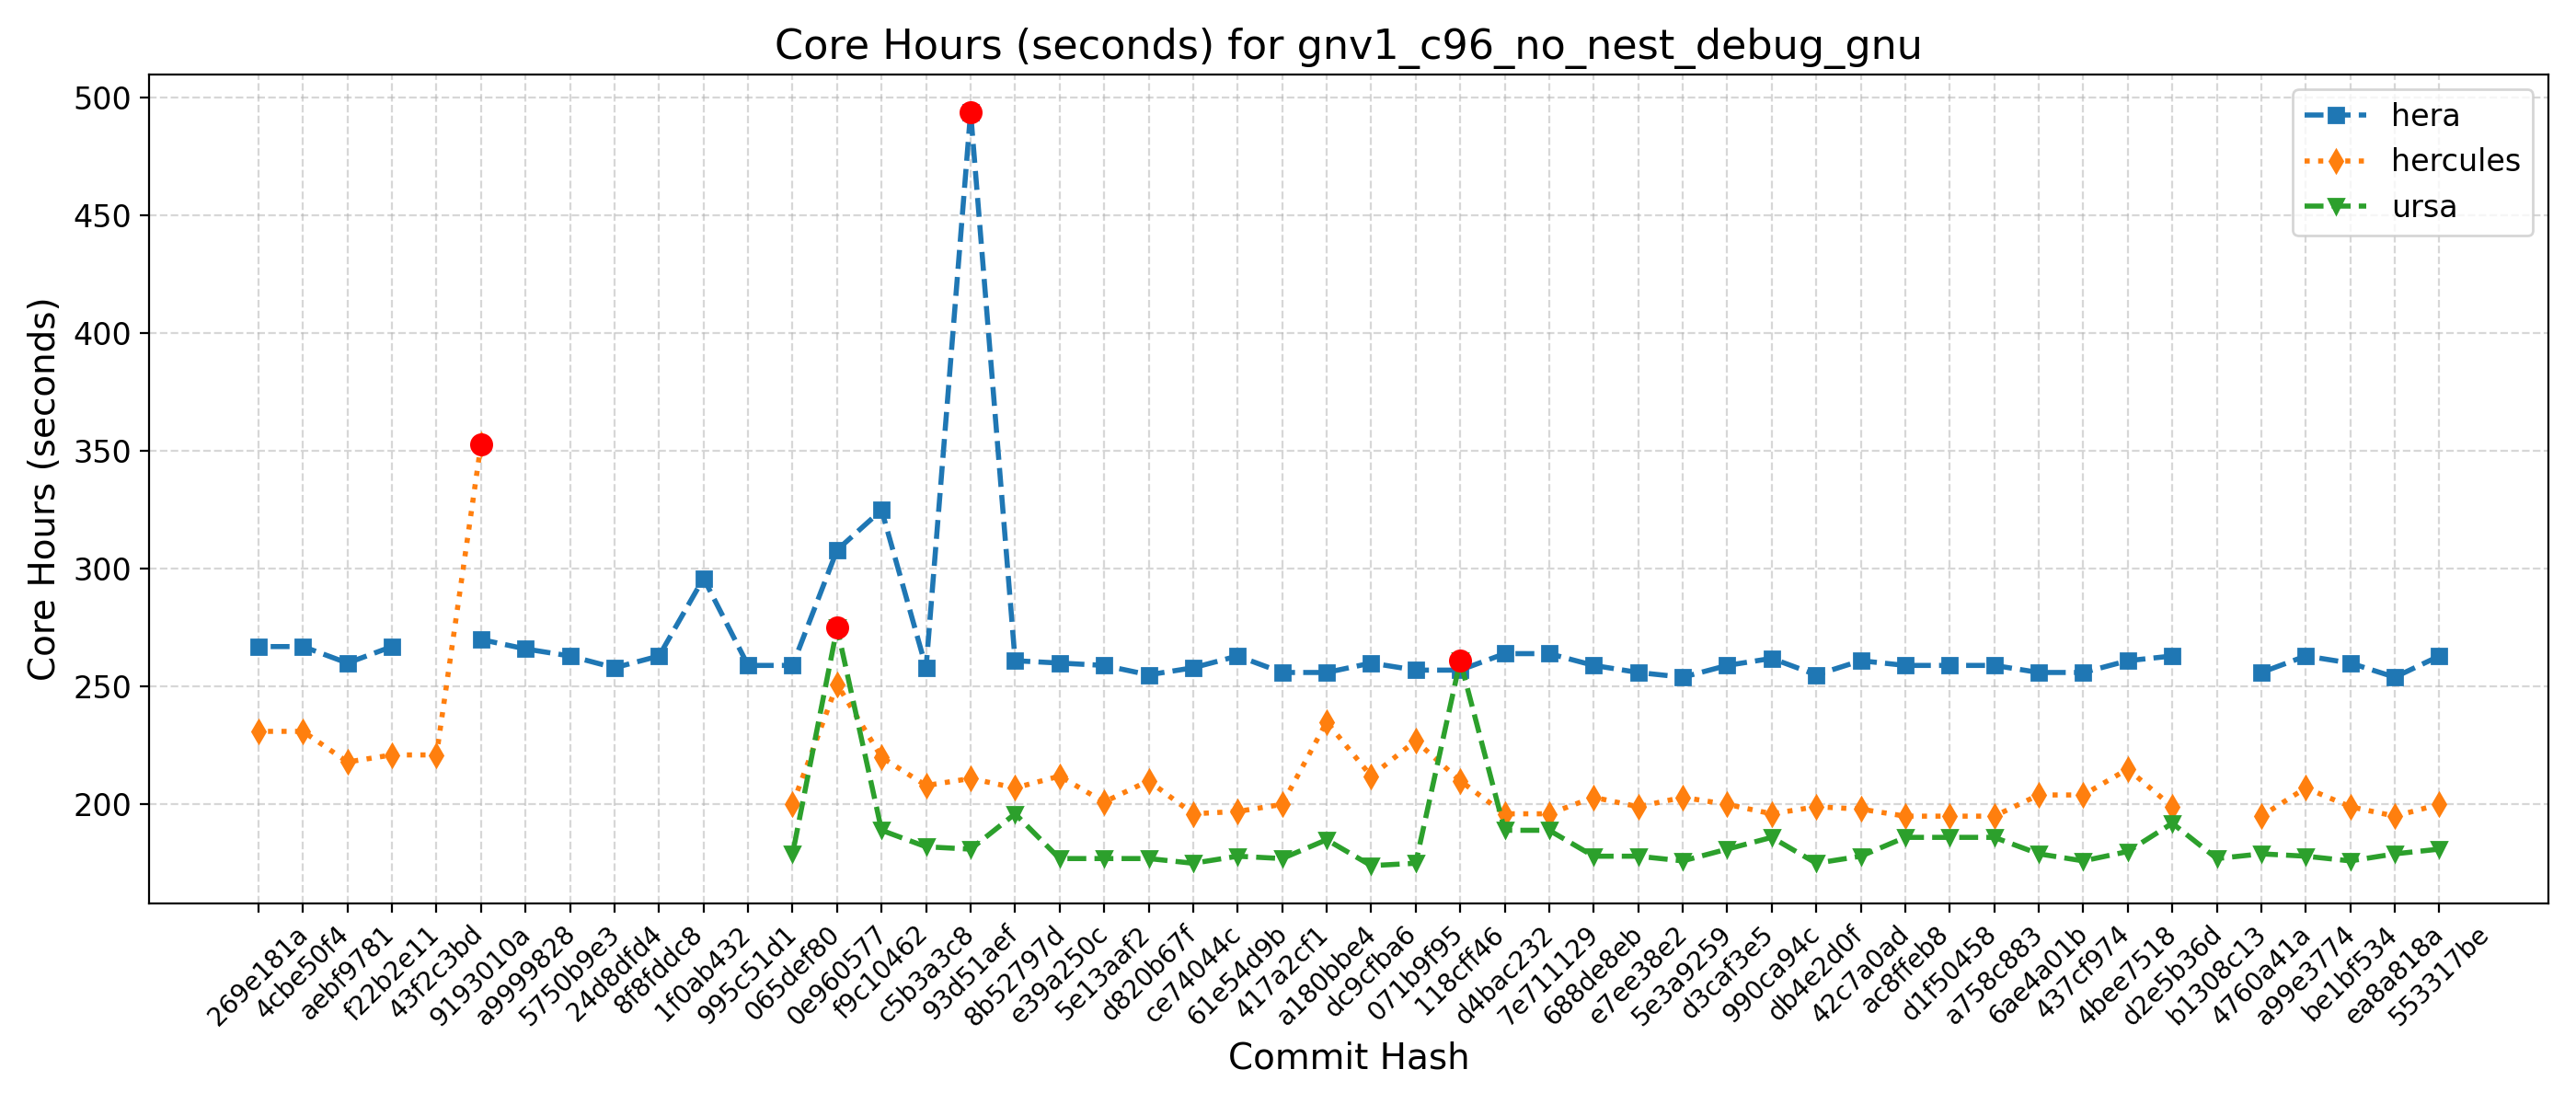 Core Hours (seconds) for gnv1_c96_no_nest_debug_gnu
Core Hours (seconds)
500
450
400
350
300
250
200
hera
hercules
ursa
269e181a
4cbe50f4
aebf9781
f22b2e11
43f2c3bd
9193010a
a9999828
5750b9e3
24d8dfd4
8f8fddc8
1f0ab432
995c51d1
065def80
0e960577
f9c10462
c5b3a3c8
93d51aef
8b52797d
e39a250c
5e13aaf2
d820b67f
ce74044c
61e54d9b
417a2cf1
a180bbe4
dc9cfba6
071b9f95
118cff46
d4bac232
7e711129
688de8eb
e7ee38e2
5e3a9259
d3caf3e5
990ca94c
db4e2d0f
42c7a0ad
ac8ffeb8
d1f50458
a758c883
6ae4a01b
437cf974
4bee7518
d2e5b36d
b1308c13
4760a41a
a99e3774
be1bf534
ea8a818a
553317be
Commit Hash